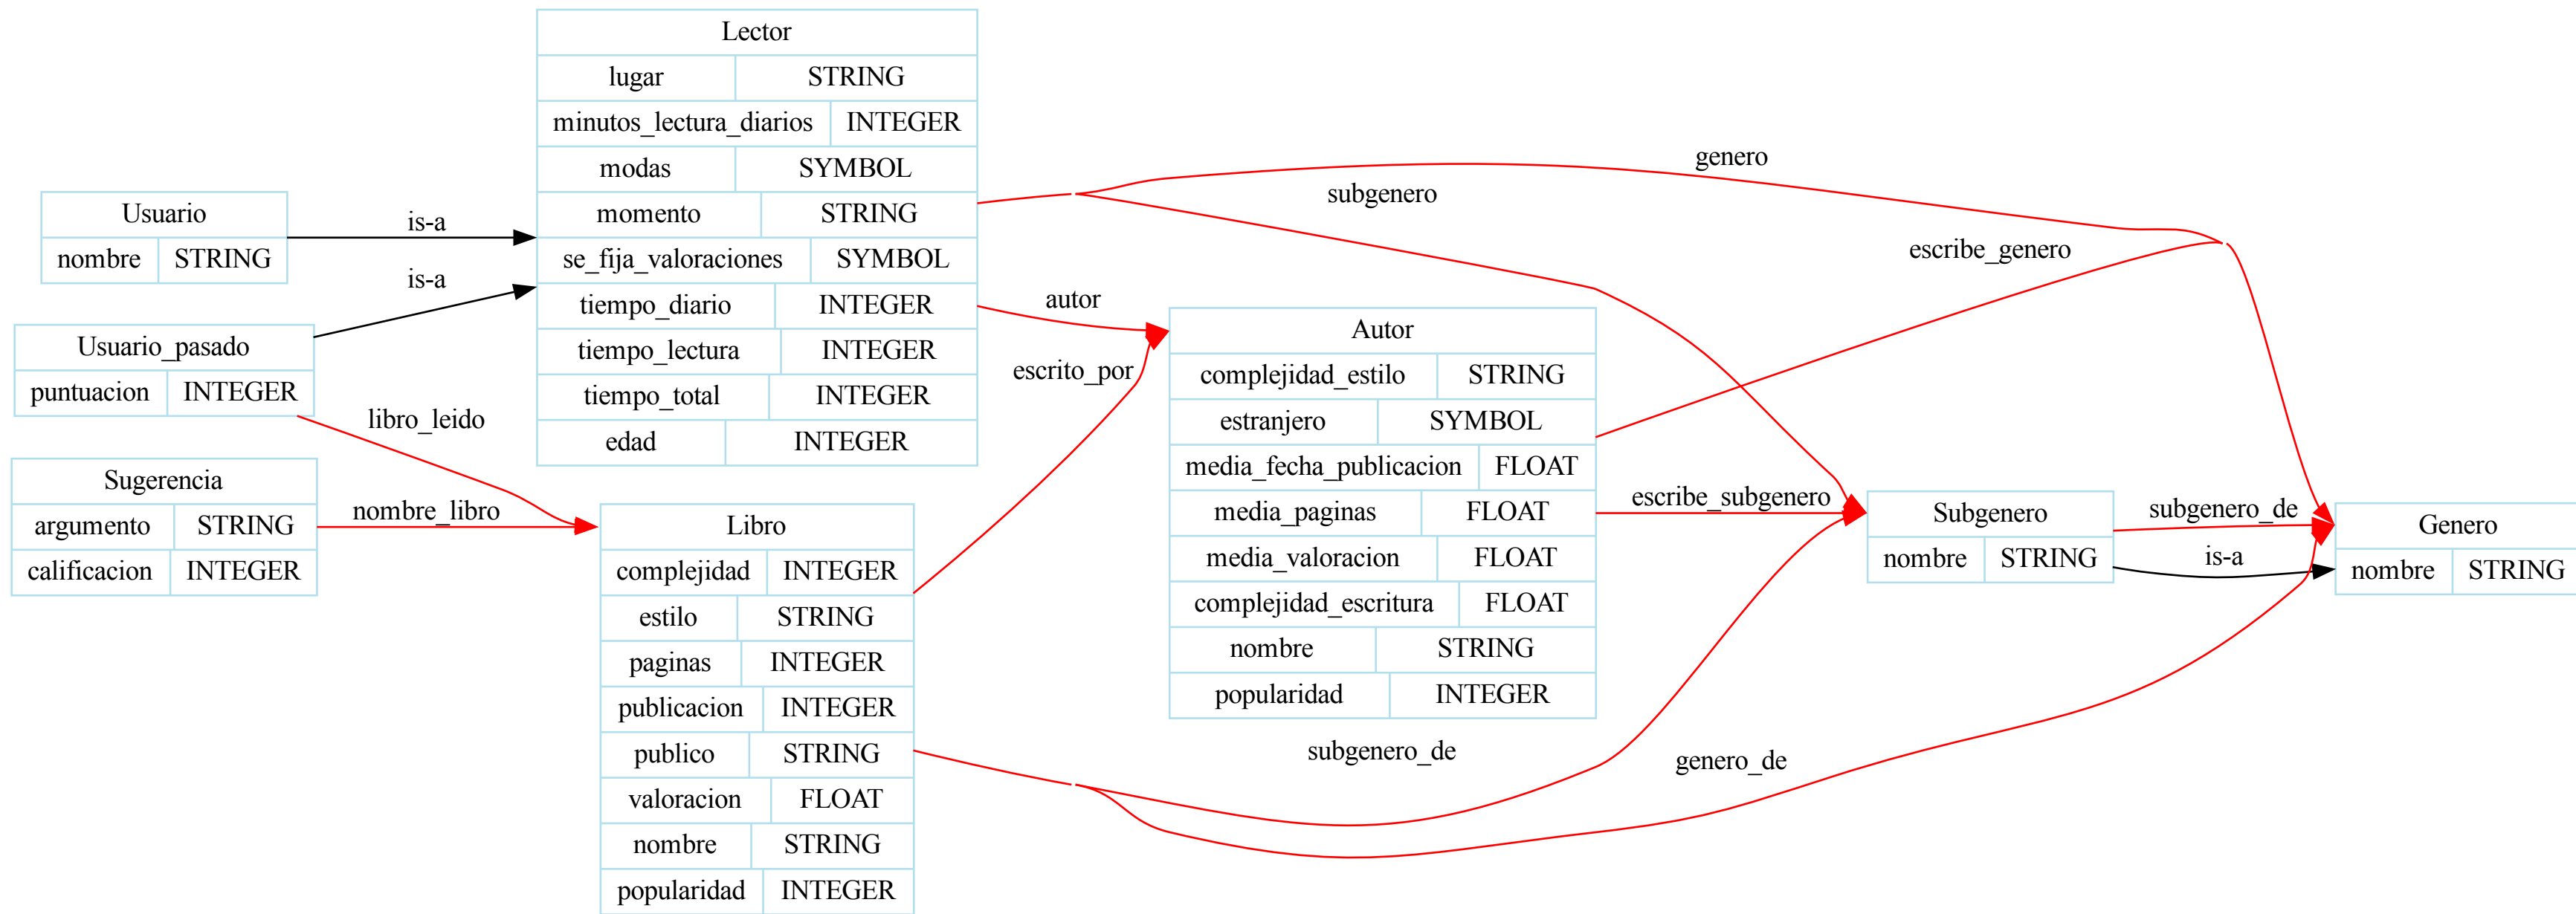 Lector
lugar STRING
minutos_lectura_diarios INTEGER
modas SYMBOL
momento STRING
se_fija_valoraciones SYMBOL
tiempo_diario INTEGER
tiempo_lectura INTEGER
tiempo_total INTEGER
edad INTEGER
Usuario
nombre STRING
is-a
Usuario_pasado
puntuacion INTEGER
is-a
libro_leido
Sugerencia
argumento STRING
calificacion INTEGER
nombre_libro
Libro
complejidad INTEGER
estilo STRING
paginas INTEGER
publicacion INTEGER
publico STRING
valoracion FLOAT
nombre STRING
popularidad INTEGER
genero
subgenero
autor
escrito_por
escribe_genero
Autor
complejidad_estilo STRING
estranjero SYMBOL
media_fecha_publicacion FLOAT
media_paginas FLOAT
media_valoracion FLOAT
complejidad_escritura FLOAT
nombre STRING
popularidad INTEGER
escribe_subgenero
subgenero_de
genero_de
Subgenero
nombre STRING
subgenero_de
is-a
Genero
nombre STRING